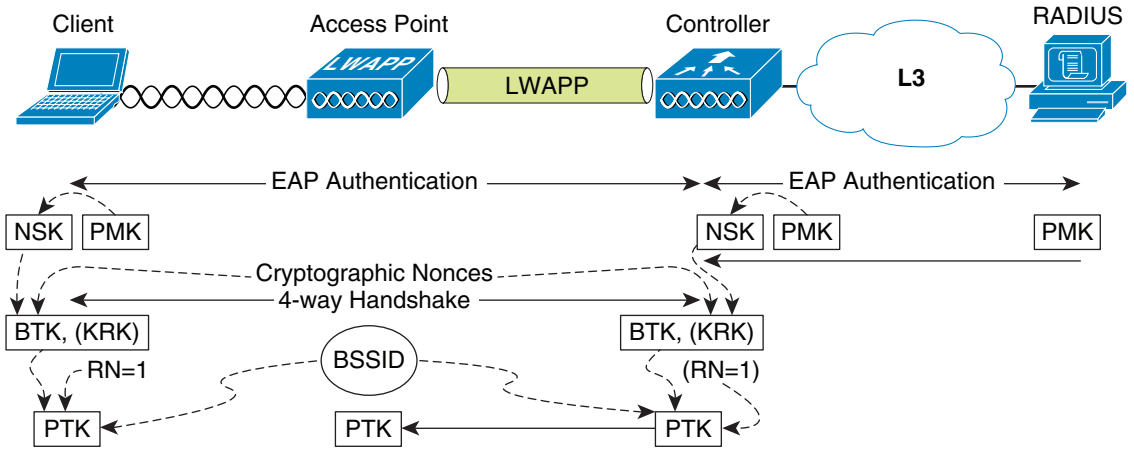 Client
Access Point
Controller
RADIUS
LWAPP
LWAPP
L3
EAP Authentication
EAP Authentication
NSK
PMK
NSK
PMK
PMK
Cryptographic Nonces
4-way Handshake
BTK, (KRK)
BTK, (KRK)
BSSID
RN=1
(RN=1)
PTK
PTK
PTK